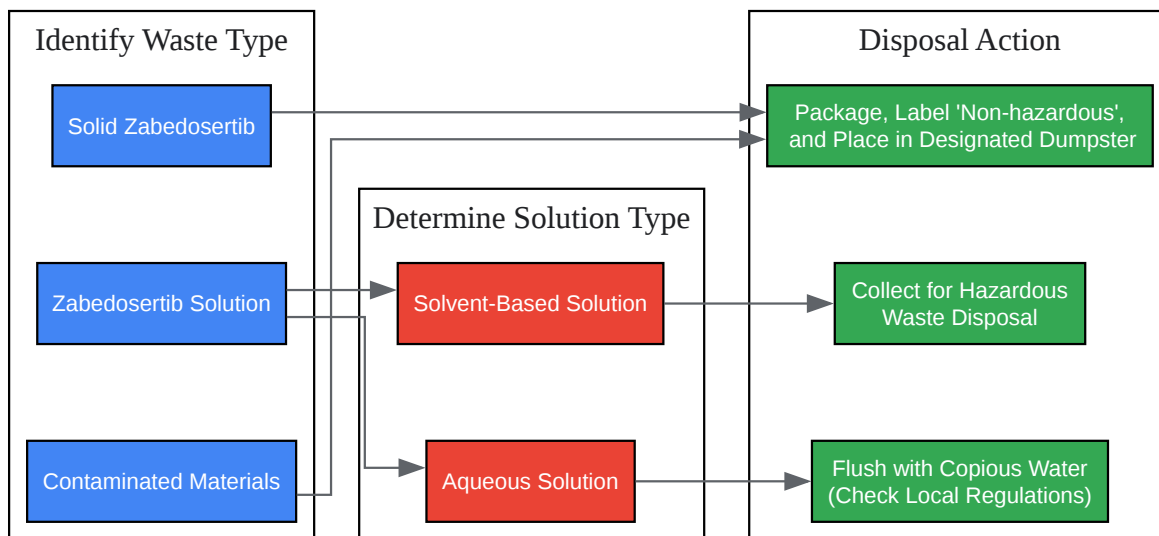 Identify Waste Type
Solid Zabedosertib
Zabedosertib Solution
Contaminated Materials
Determine Solution Type
Solvent-Based Solution
Aqueous Solution
Disposal Action
Package, Label 'Non-hazardous',
and Place in Designated Dumpster
Collect for Hazardous
Waste Disposal
Flush with Copious Water
(Check Local Regulations)